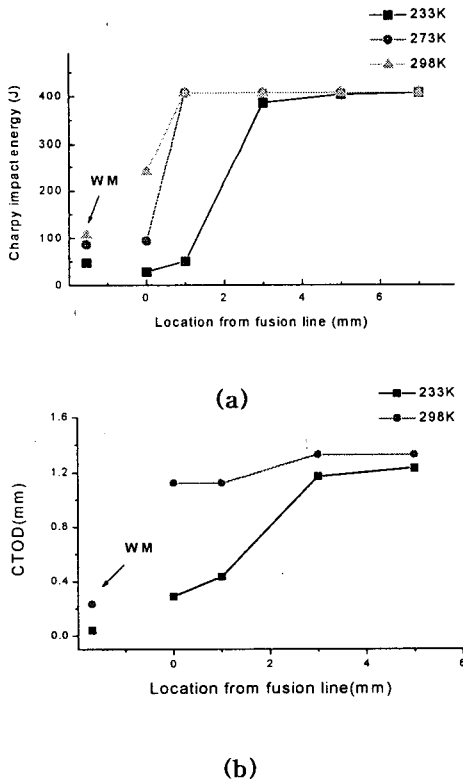 233K
273K
298K
Charpy impact energy (J)
400
300
200
100
0
WM
0 2 4 6
Location from fusion line (mm)
(a)
233K
298K
CTOD(mm)
1.6
1.2
0.8
0.4
0.0
WM
0 2 4 6
Location from fusion line(mm)
(b)